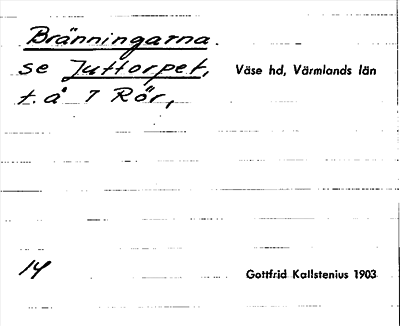 Bränningarna.
se Juttorpet, Väse hd, Värmlands län
t. å 7 Rör,
14 Gottfrid Kallstenius 1903